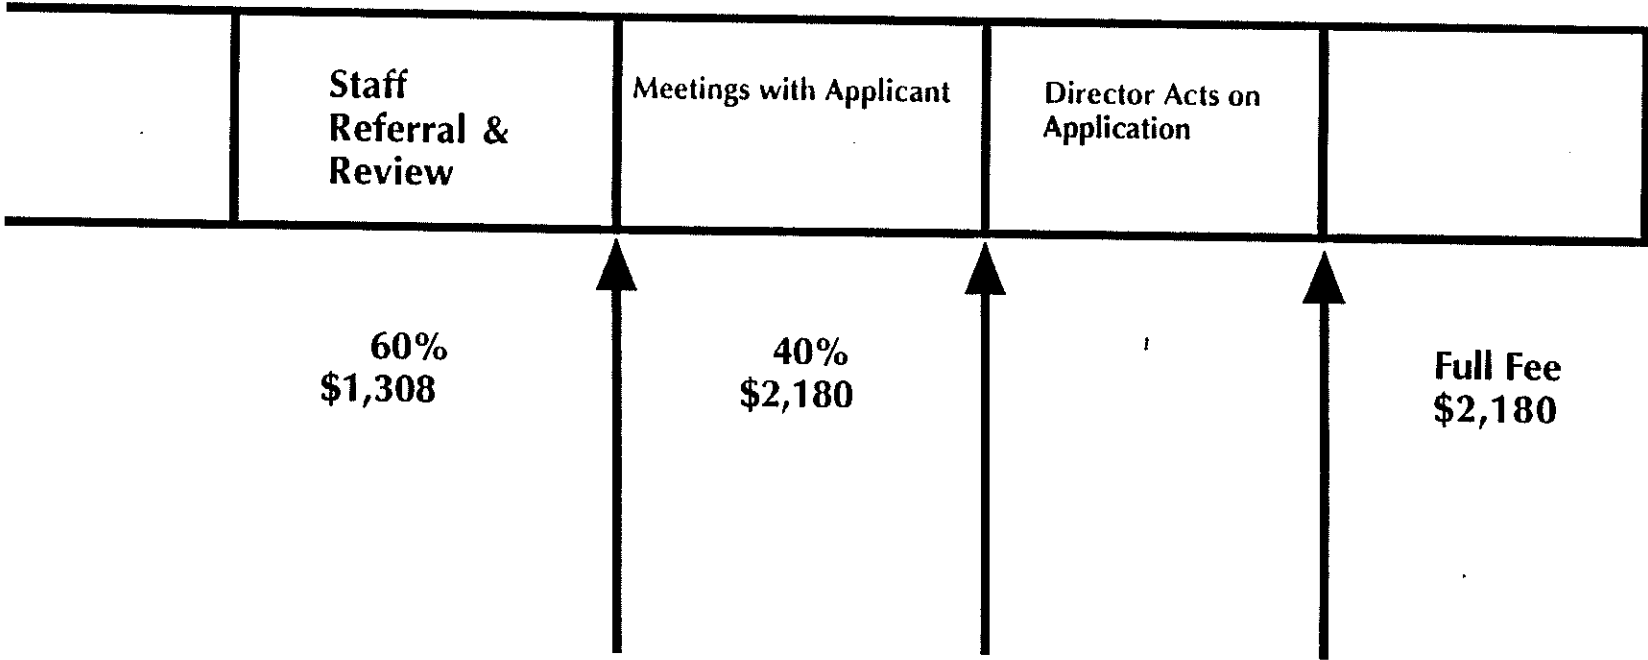 Staff
Referral &
Review
Meetings with Applicant
Director Acts on
Application
60%
$1,308
40%
$2,180
Full Fee
$2,180